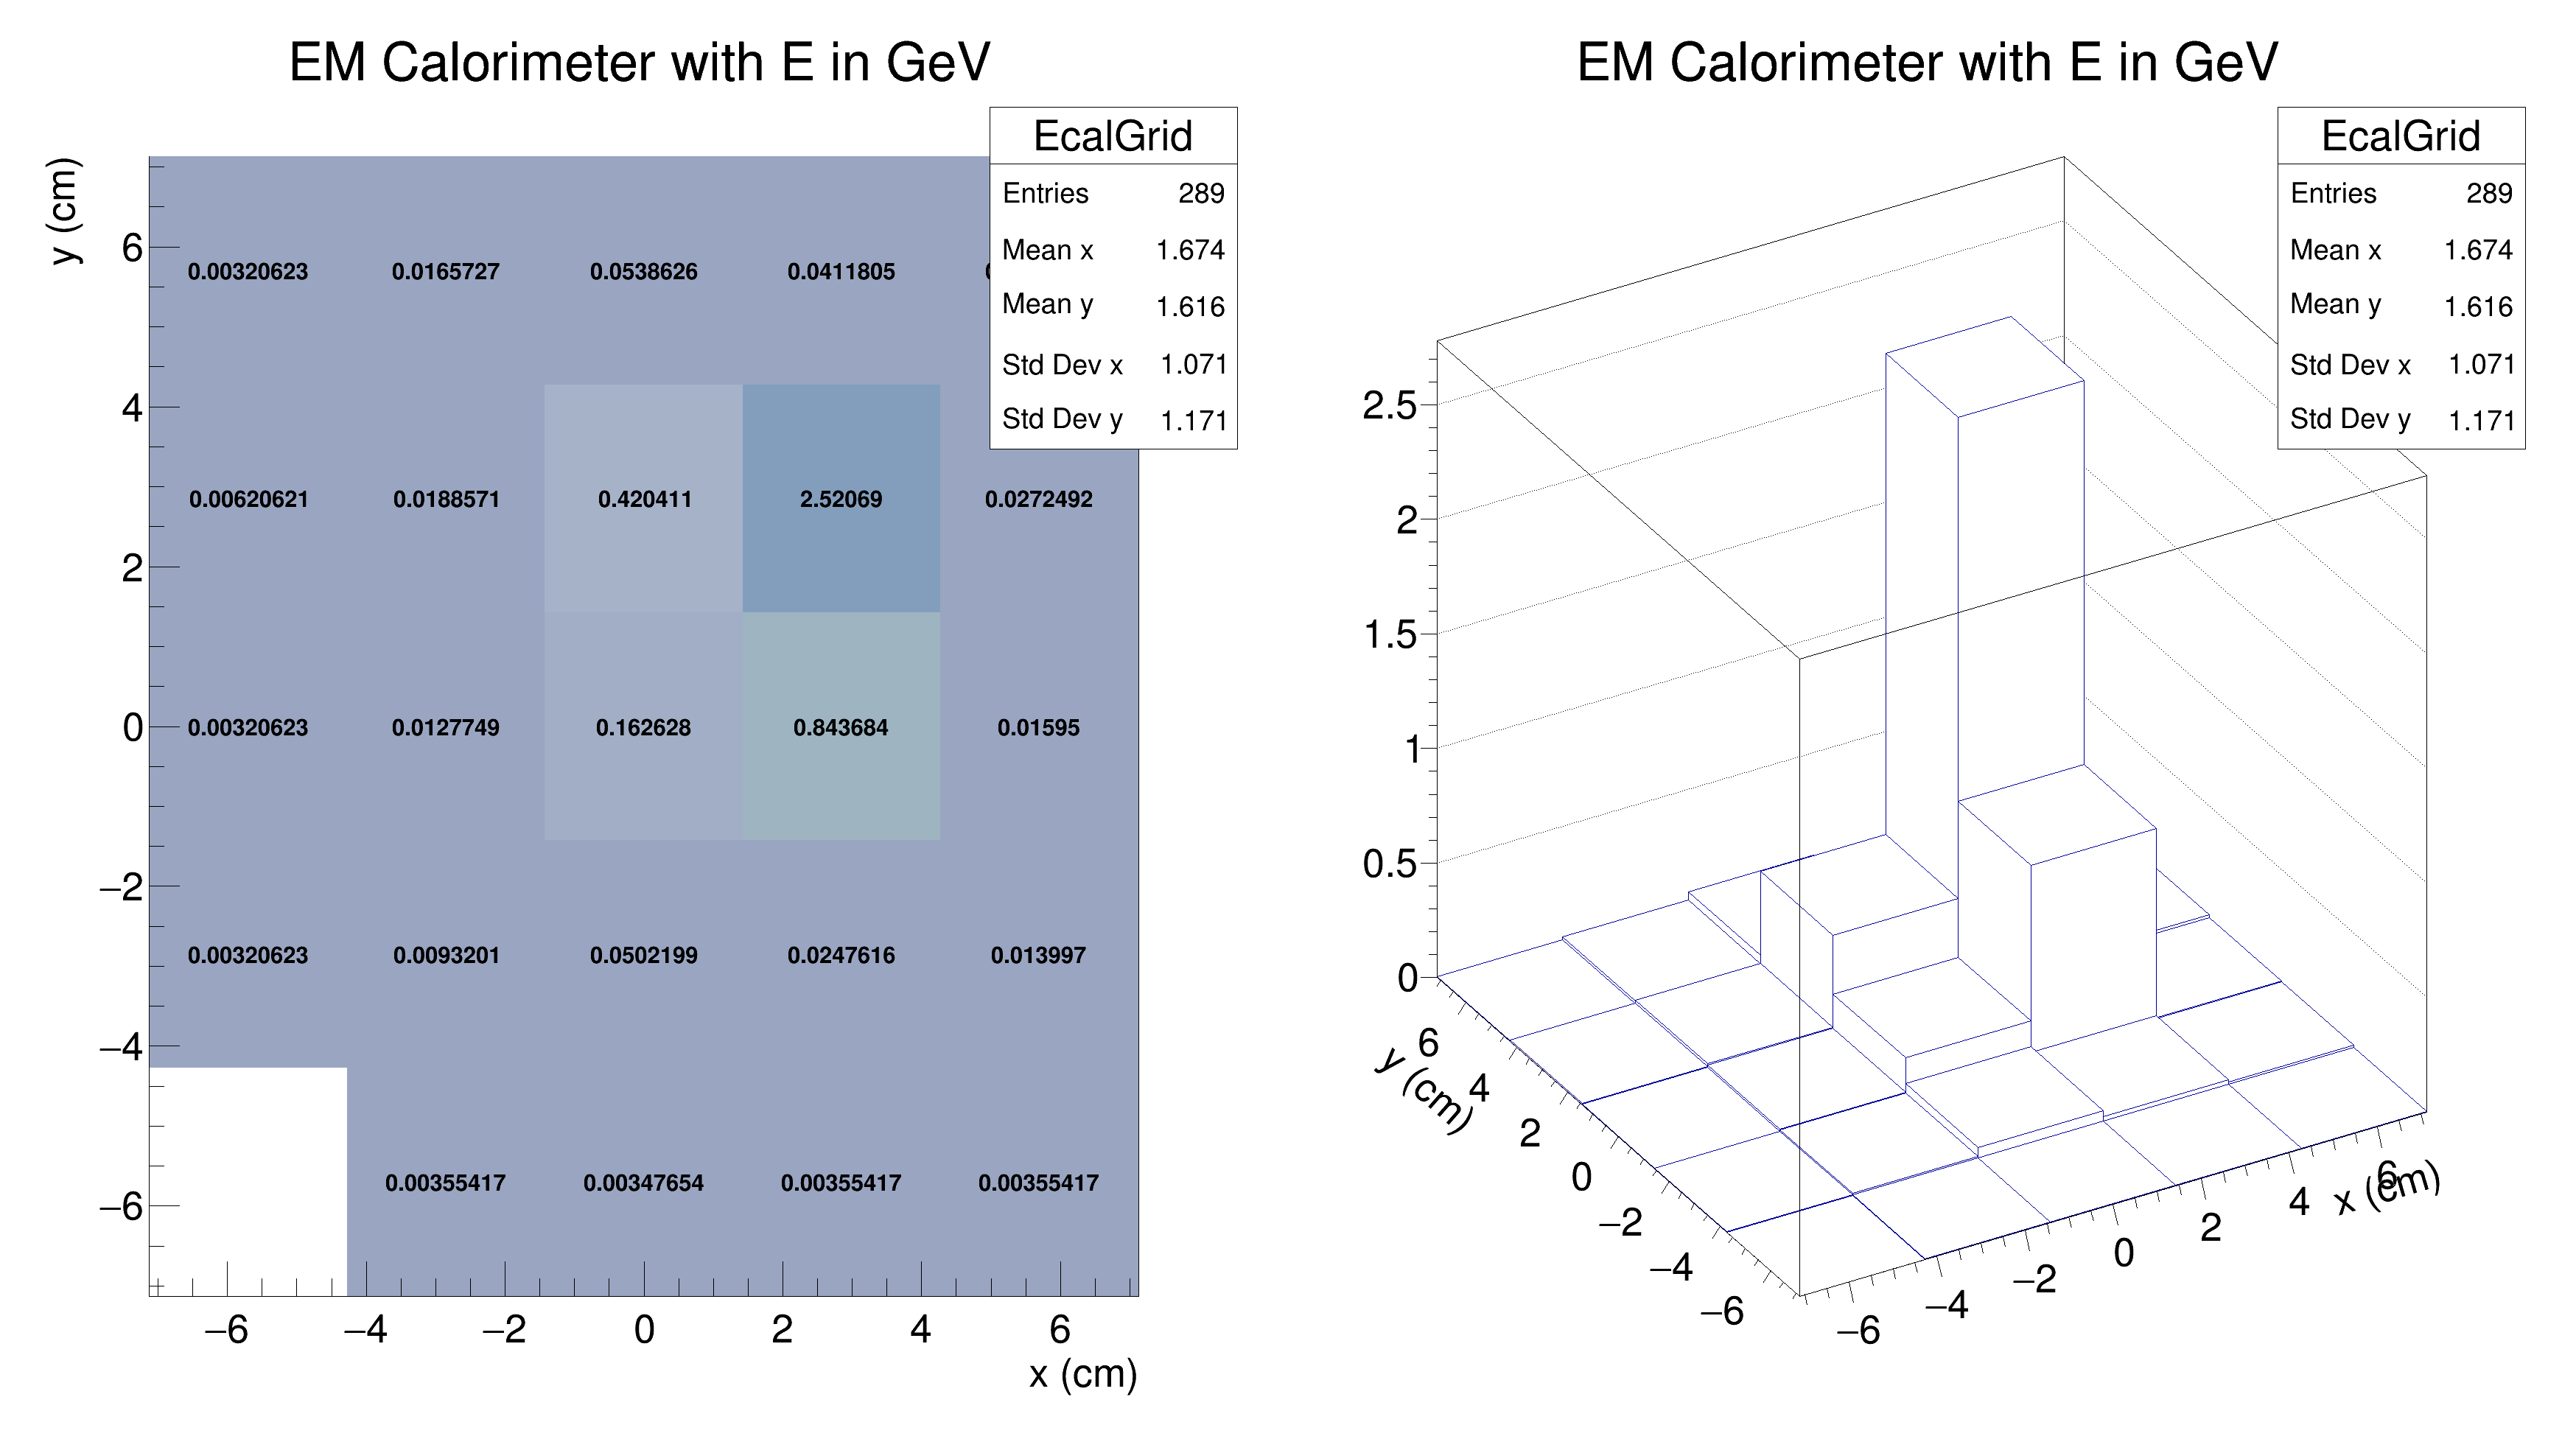 EM Calorimeter with E in GeV
EcalGrid
Entries 289
Mean x 1.674
Mean y 1.616
Std Dev x 1.071
Std Dev y 1.171
y (cm)
6
4
2
0
−2
−4
−6
0.00320623 0.0165727 0.0538626 0.0411805
0.00620621 0.0188571 0.420411 2.52069 0.0272492
0.00320623 0.0127749 0.162628 0.843684 0.01595
0.00320623 0.0093201 0.0502199 0.0247616 0.013997
0.00355417 0.00347654 0.00355417 0.00355417
−6 −4 −2 0 2 4 6
x (cm)
EM Calorimeter with E in GeV
EcalGrid
Entries 289
Mean x 1.674
Mean y 1.616
Std Dev x 1.071
Std Dev y 1.171
2.5
2
1.5
1
0.5
0
y (cm)
6
4
2
0
−2
−4
−6
−6
−4
−2
0
2
4
6
x (cm)